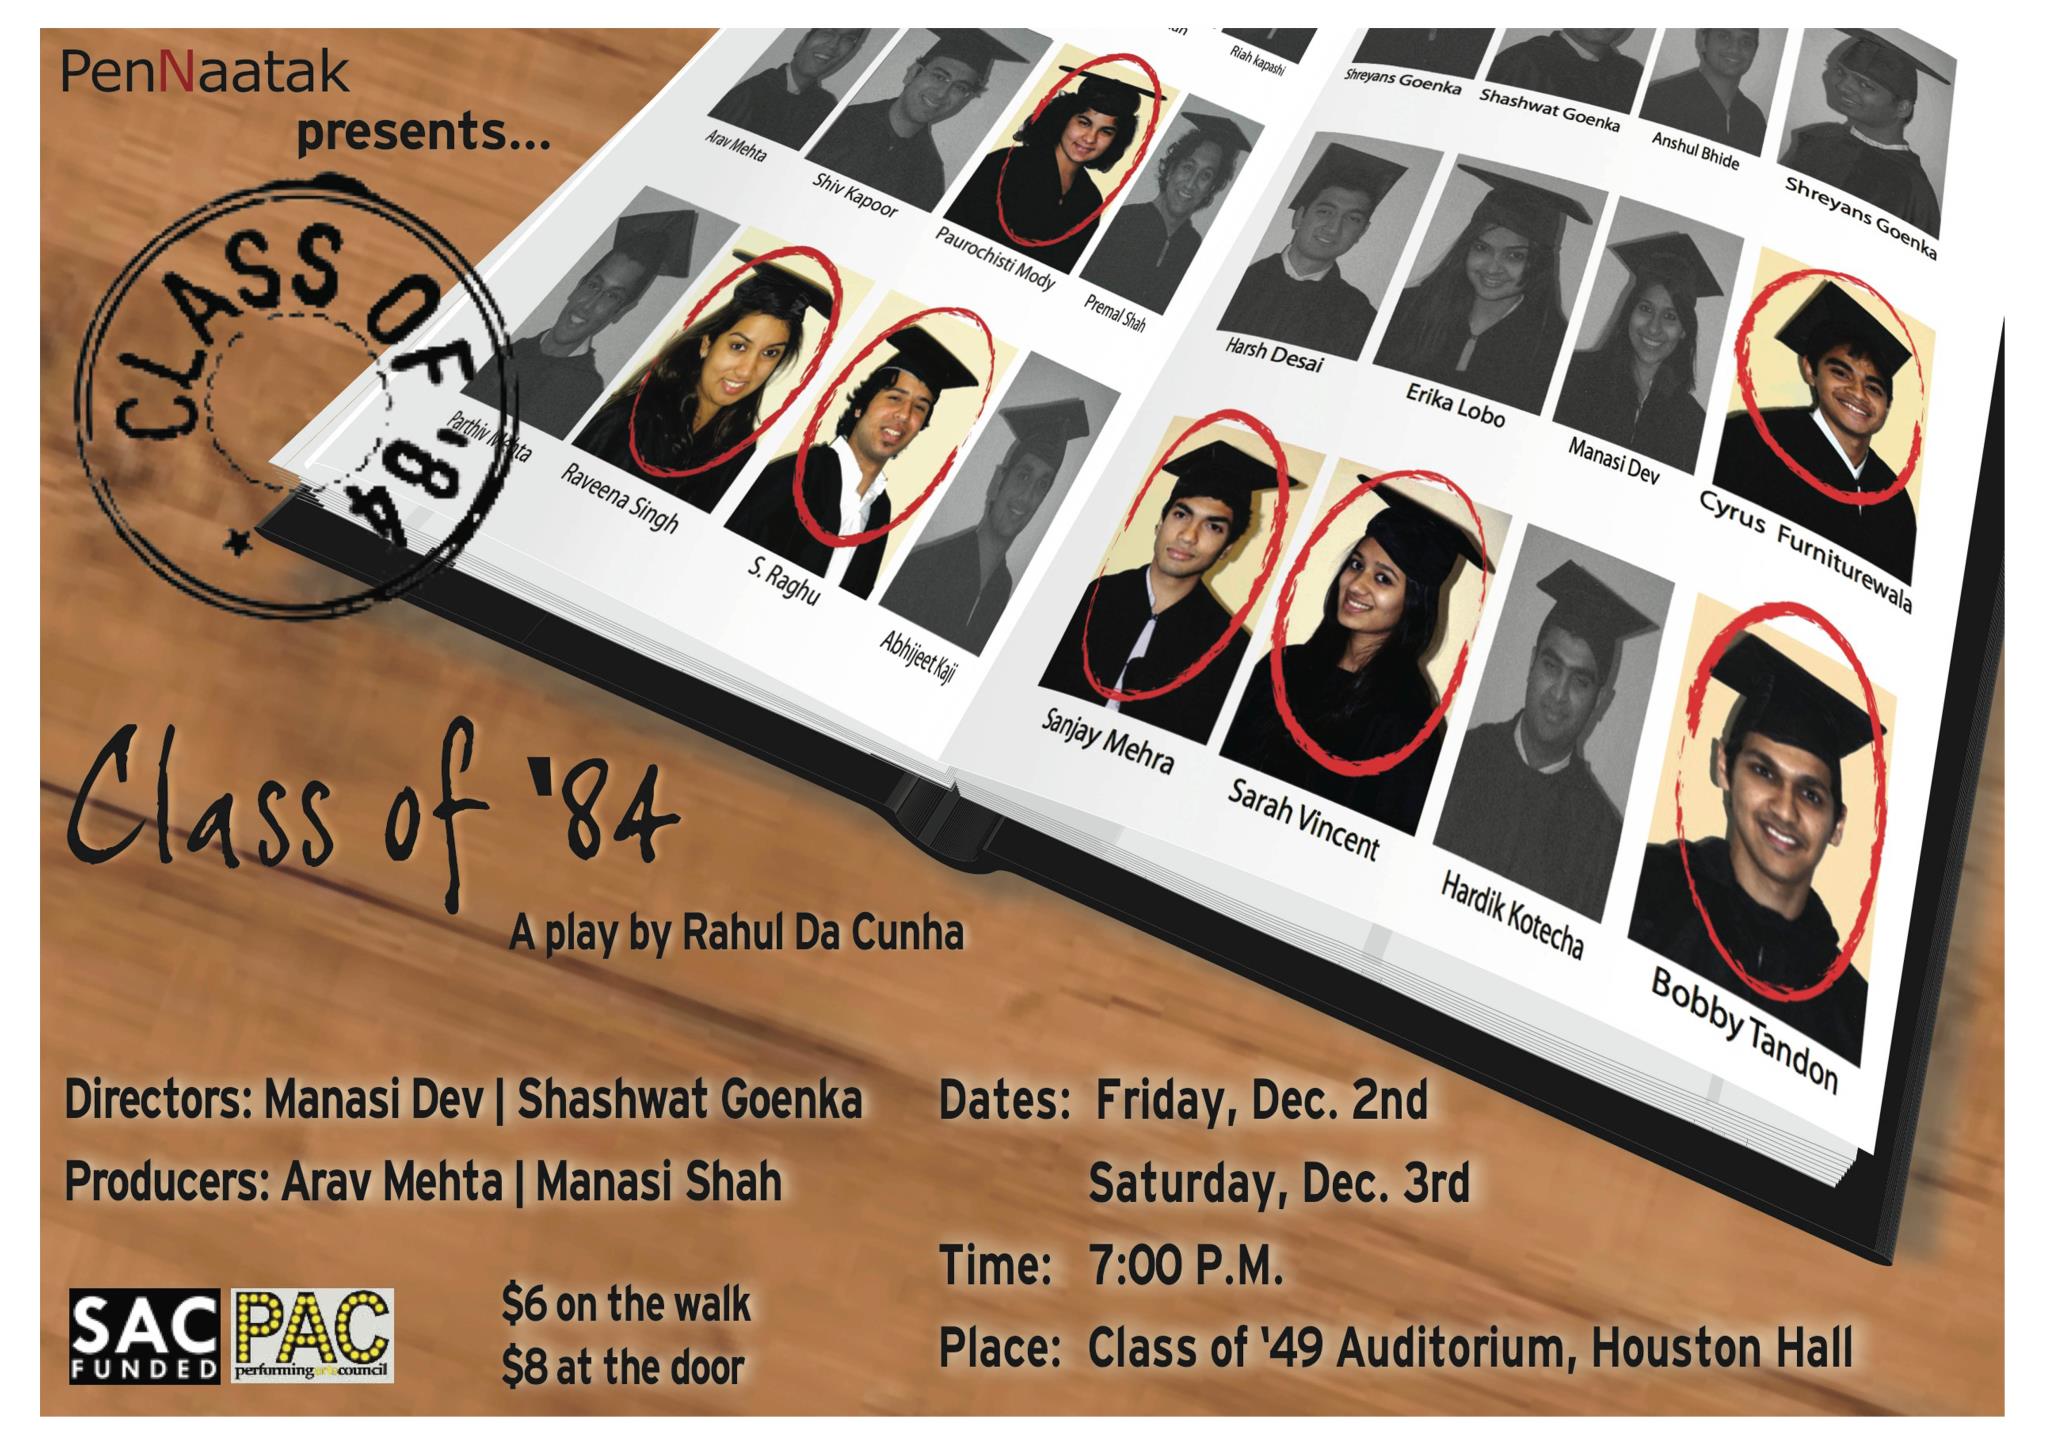 PenNaatak
presents...
CLASS OF '84
Riah kapashi
Shreyans Goenka
Shashwat Goenka
Anshul Bhide
Shreyans Goenka
Arav Mehta
Shiv Kapoor
Paurochisti Mody
Premal Shah
Harsh Desai
Erika Lobo
Manasi Dev
Cyrus Furniturewala
Parthiv Mehta
Raveena Singh
S. Raghu
Abhijeet Kaji
Sanjay Mehra
Sarah Vincent
Hardik Kotecha
Bobby Tandon
Class of '84
A play by Rahul Da Cunha
Directors: Manasi Dev | Shashwat Goenka
Producers: Arav Mehta | Manasi Shah
Dates: Friday, Dec. 2nd
Saturday, Dec. 3rd
Time: 7:00 P.M.
Place: Class of '49 Auditorium, Houston Hall
$6 on the walk
$8 at the door
SAC
FUNDED
PAC
performingartscouncil